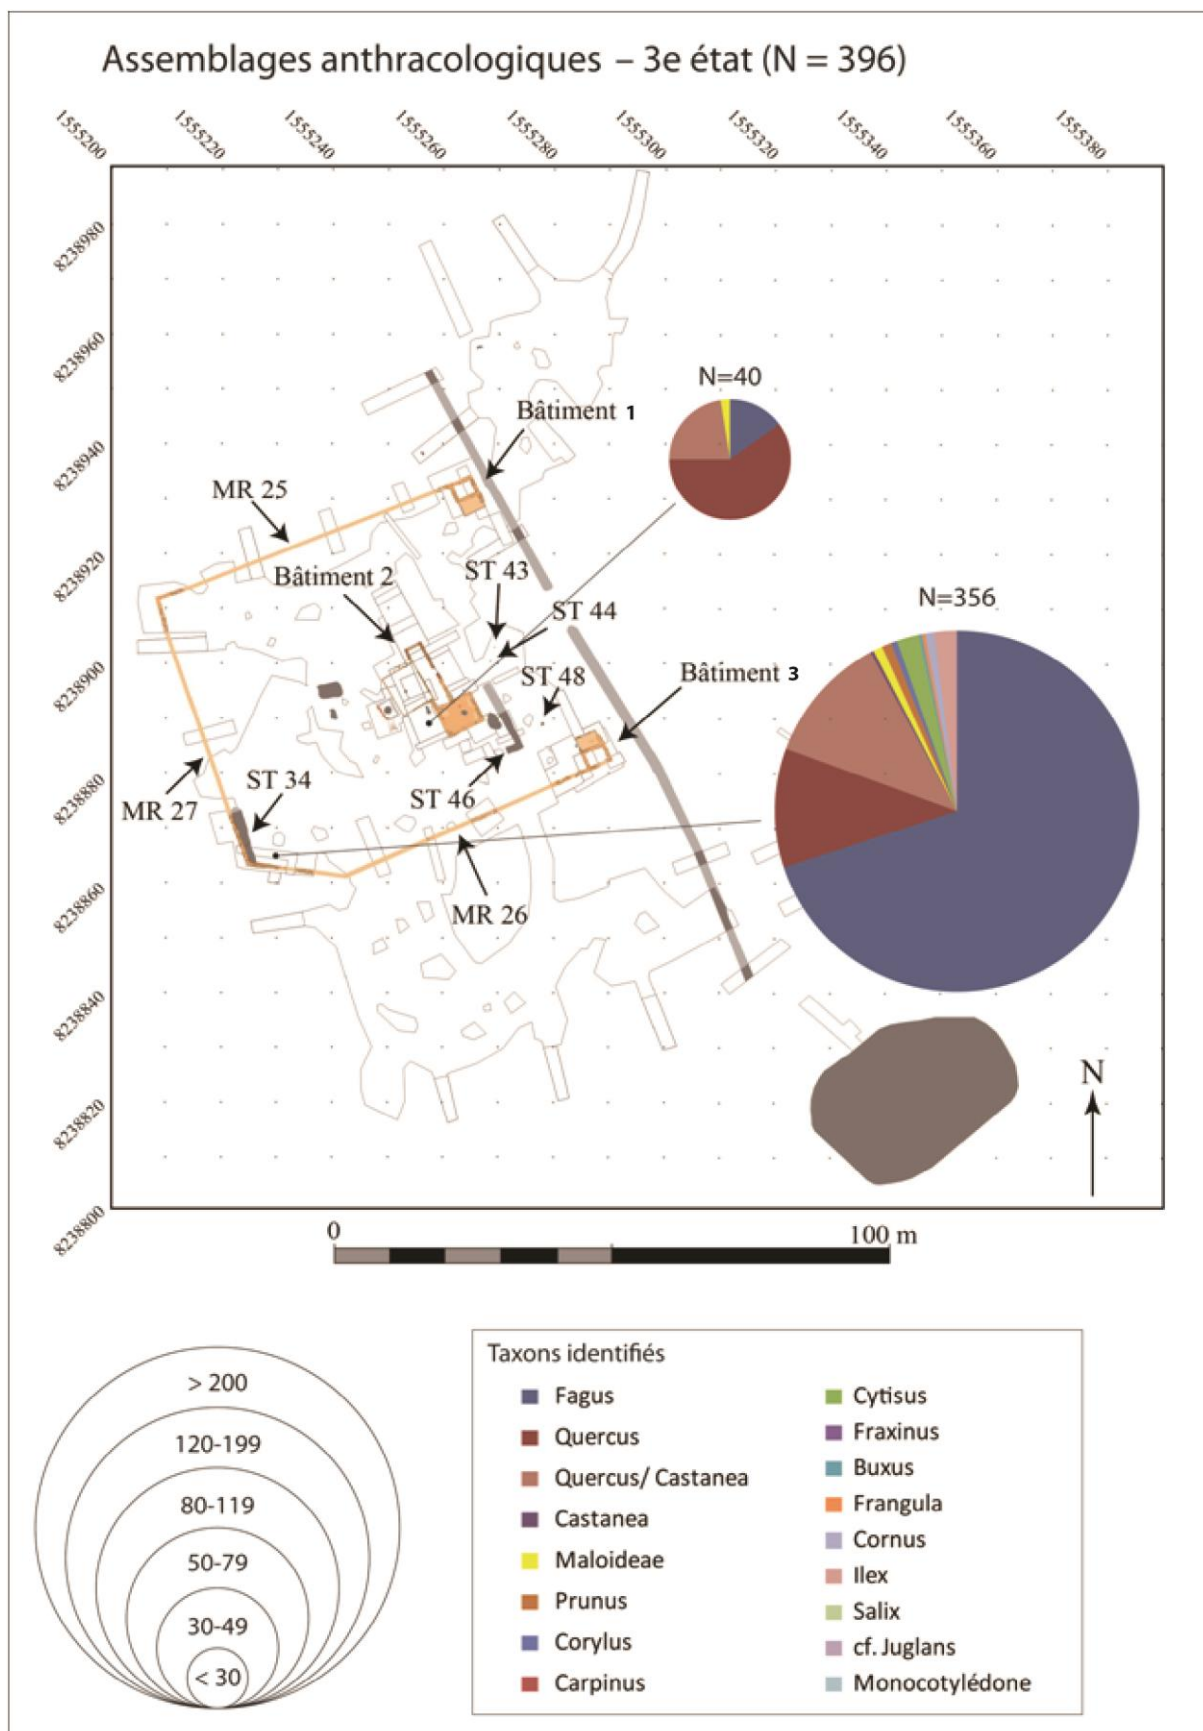 Assemblages anthracologiques – 3e état (N = 396)
1555200
1555220
1555240
1555260
1555280
1555300
1555320
1555340
1555360
1555380
8238980
8238960
8238940
8238920
8238900
8238880
8238860
8238840
8238820
8238800
N=40
Bâtiment 1
MR 25
ST 43
Bâtiment 2
ST 44
N=356
ST 48
Bâtiment 3
ST 34
MR 27
ST 46
MR 26
N
0
100 m
> 200
120-199
80-119
50-79
30-49
< 30
Taxons identifiés
Fagus
Quercus
Quercus/ Castanea
Castanea
Maloideae
Prunus
Corylus
Carpinus
Cytisus
Fraxinus
Buxus
Frangula
Cornus
Ilex
Salix
cf. Juglans
Monocotylédone